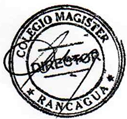 COLEGIO MAGISTER
DIRECTOR
* RANCAGUA *